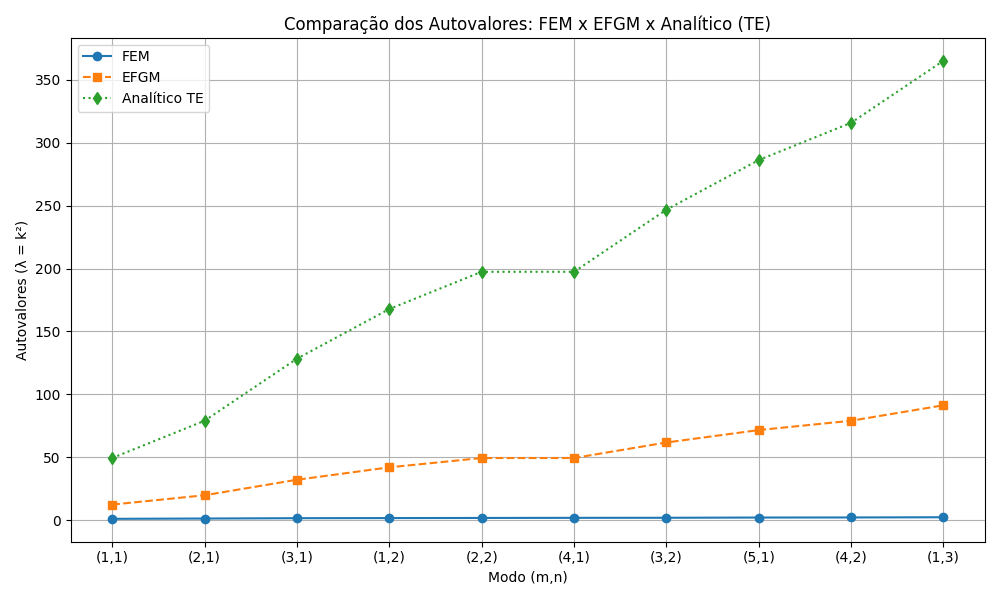 Comparação dos Autovalores: FEM x EFGM x Analítico (TE)
FEM
EFGM
Analítico TE
Autovalores (λ = k²)
350
300
250
200
150
100
50
0
(1,1) (2,1) (3,1) (1,2) (2,2) (4,1) (3,2) (5,1) (4,2) (1,3)
Modo (m,n)